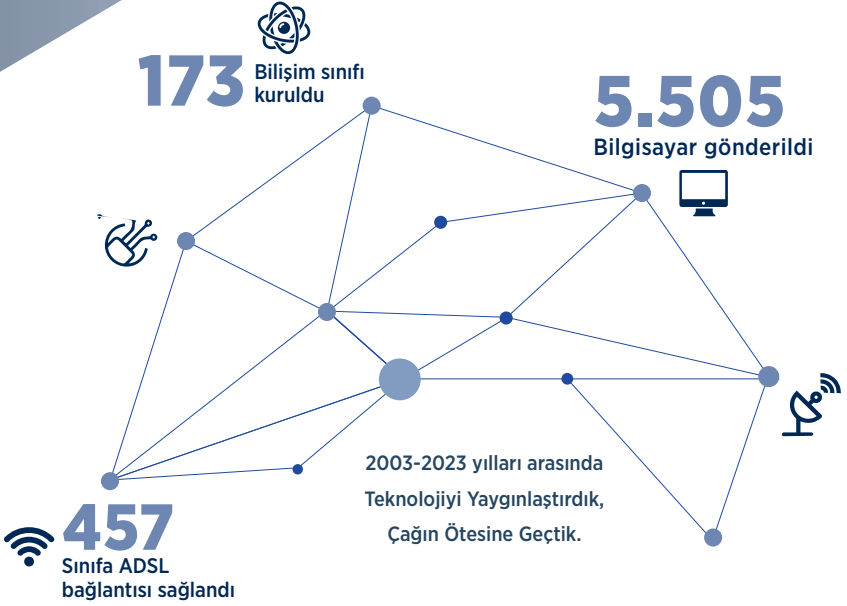 173
Bilişim sınıfı
kuruldu
5.505
Bilgisayar gönderildi
2003-2023 yılları arasında
Teknolojiyi Yaygınlaştırdık,
Çağın Ötesine Geçtik.
457
Sınıfa ADSL
bağlantısı sağlandı